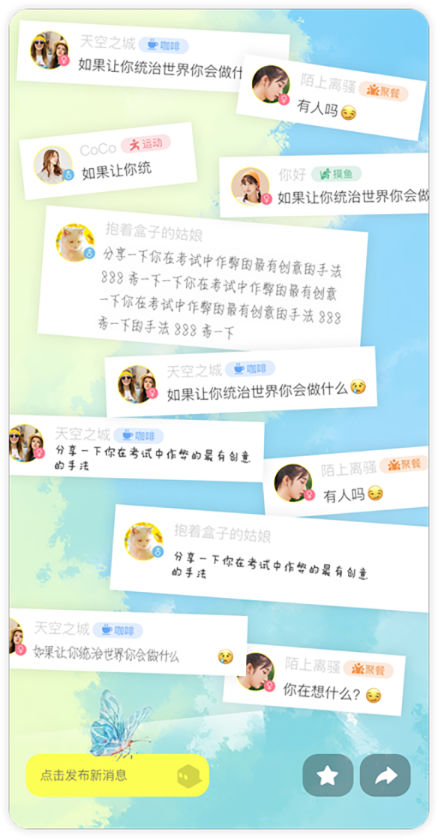 天空之城 咖啡
如果让你统治世界你会做什
陌上离骚 聚餐
有人吗😏
CoCo 运动
如果让你统
你好 摸鱼
如果让你统治世界你会做
抱着盒子的姑娘
分享一下你在考试中作弊的最有创意的手法
888 秀一下一下你在考试中作弊的最有创意
一下你在考试中作弊的最有创意的手法 888
秀一下的手法 888 秀一下
天空之城 咖啡
如果让你统治世界你会做什么😢
天空之城 咖啡
分享一下你在考试中作弊的最有创意
的手法
陌上离骚 聚餐
有人吗😏
抱着盒子的姑娘
分享一下你在考试中作弊的最有创意
的手法
天空之城 咖啡
如果让你统治世界你会做什么 😢
陌上离骚 聚餐
你在想什么?😏
点击发布新消息